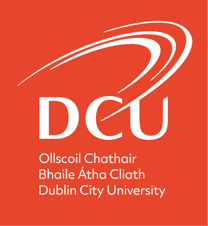 DCU
Ollscoil Chathair
Bhaile Átha Cliath
Dublin City University